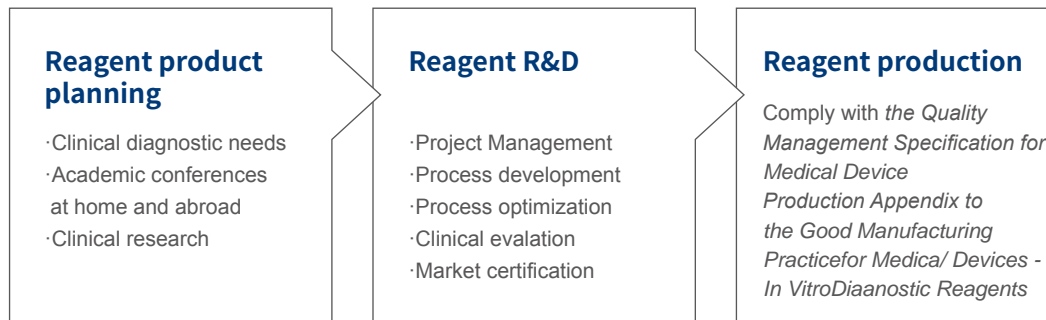 Reagent product
planning
·Clinical diagnostic needs
·Academic conferences
at home and abroad
·Clinical research
Reagent R&D
·Project Management
·Process development
·Process optimization
·Clinical evalation
·Market certification
Reagent production
Comply with the Quality
Management Specification for
Medical Device
Production Appendix to
the Good Manufacturing
Practicefor Medica/ Devices -
In VitroDiaanostic Reagents